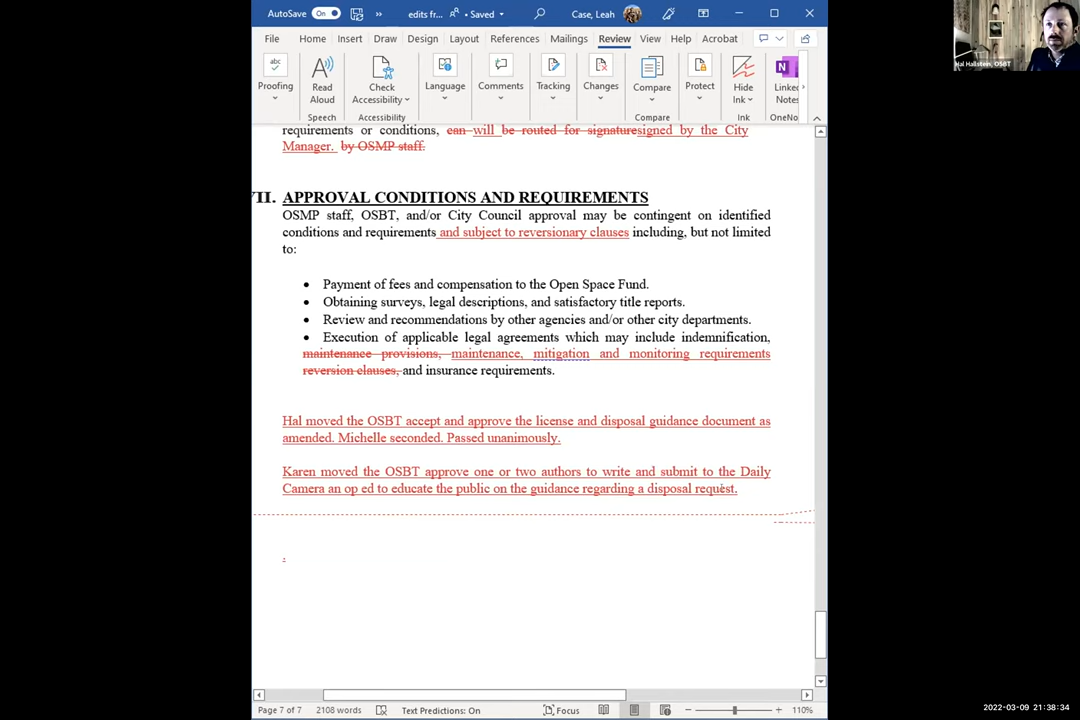 AutoSave On » edits fr... • Saved Case, Leah
File Home Insert Draw Design Layout References Mailings Review View Help Acrobat
abc
Proofing Read Aloud Check Accessibility Language Comments Tracking Changes Compare Protect Hide Ink Linked Notes
Speech Accessibility Compare Ink OneNo
requirements or conditions, can will be routed for signaturesigned by the City
Manager. by OSMP staff.
VII. APPROVAL CONDITIONS AND REQUIREMENTS
OSMP staff, OSBT, and/or City Council approval may be contingent on identified
conditions and requirements and subject to reversionary clauses including, but not limited
to:
• Payment of fees and compensation to the Open Space Fund.
• Obtaining surveys, legal descriptions, and satisfactory title reports.
• Review and recommendations by other agencies and/or other city departments.
• Execution of applicable legal agreements which may include indemnification,
maintenance provisions, maintenance, mitigation and monitoring requirements
reversion clauses, and insurance requirements.
Hal moved the OSBT accept and approve the license and disposal guidance document as
amended. Michelle seconded. Passed unanimously.
Karen moved the OSBT approve one or two authors to write and submit to the Daily
Camera an op ed to educate the public on the guidance regarding a disposal request.
.
Page 7 of 7 2108 words Text Predictions: On Focus 110%
Hal Hallstein, OSBT
2022-03-09 21:38:34